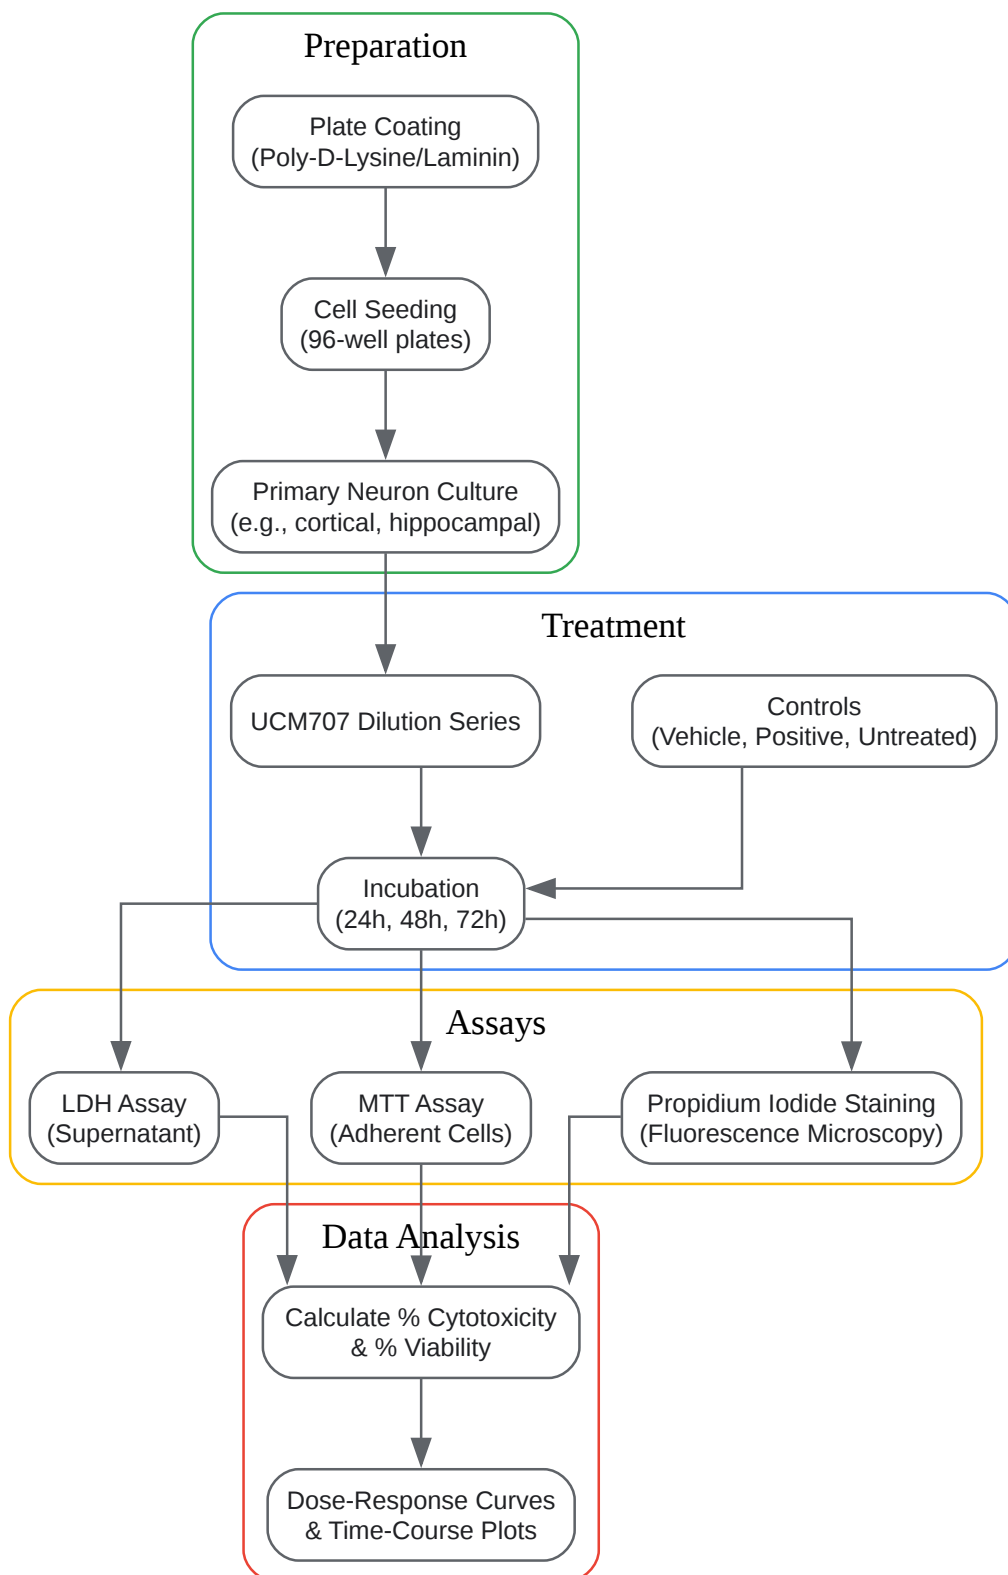 Preparation
Plate Coating
(Poly-D-Lysine/Laminin)
Cell Seeding
(96-well plates)
Primary Neuron Culture
(e.g., cortical, hippocampal)
Treatment
UCM707 Dilution Series
Controls
(Vehicle, Positive, Untreated)
Incubation
(24h, 48h, 72h)
Assays
LDH Assay
(Supernatant)
MTT Assay
(Adherent Cells)
Propidium Iodide Staining
(Fluorescence Microscopy)
Data Analysis
Calculate % Cytotoxicity
& % Viability
Dose-Response Curves
& Time-Course Plots